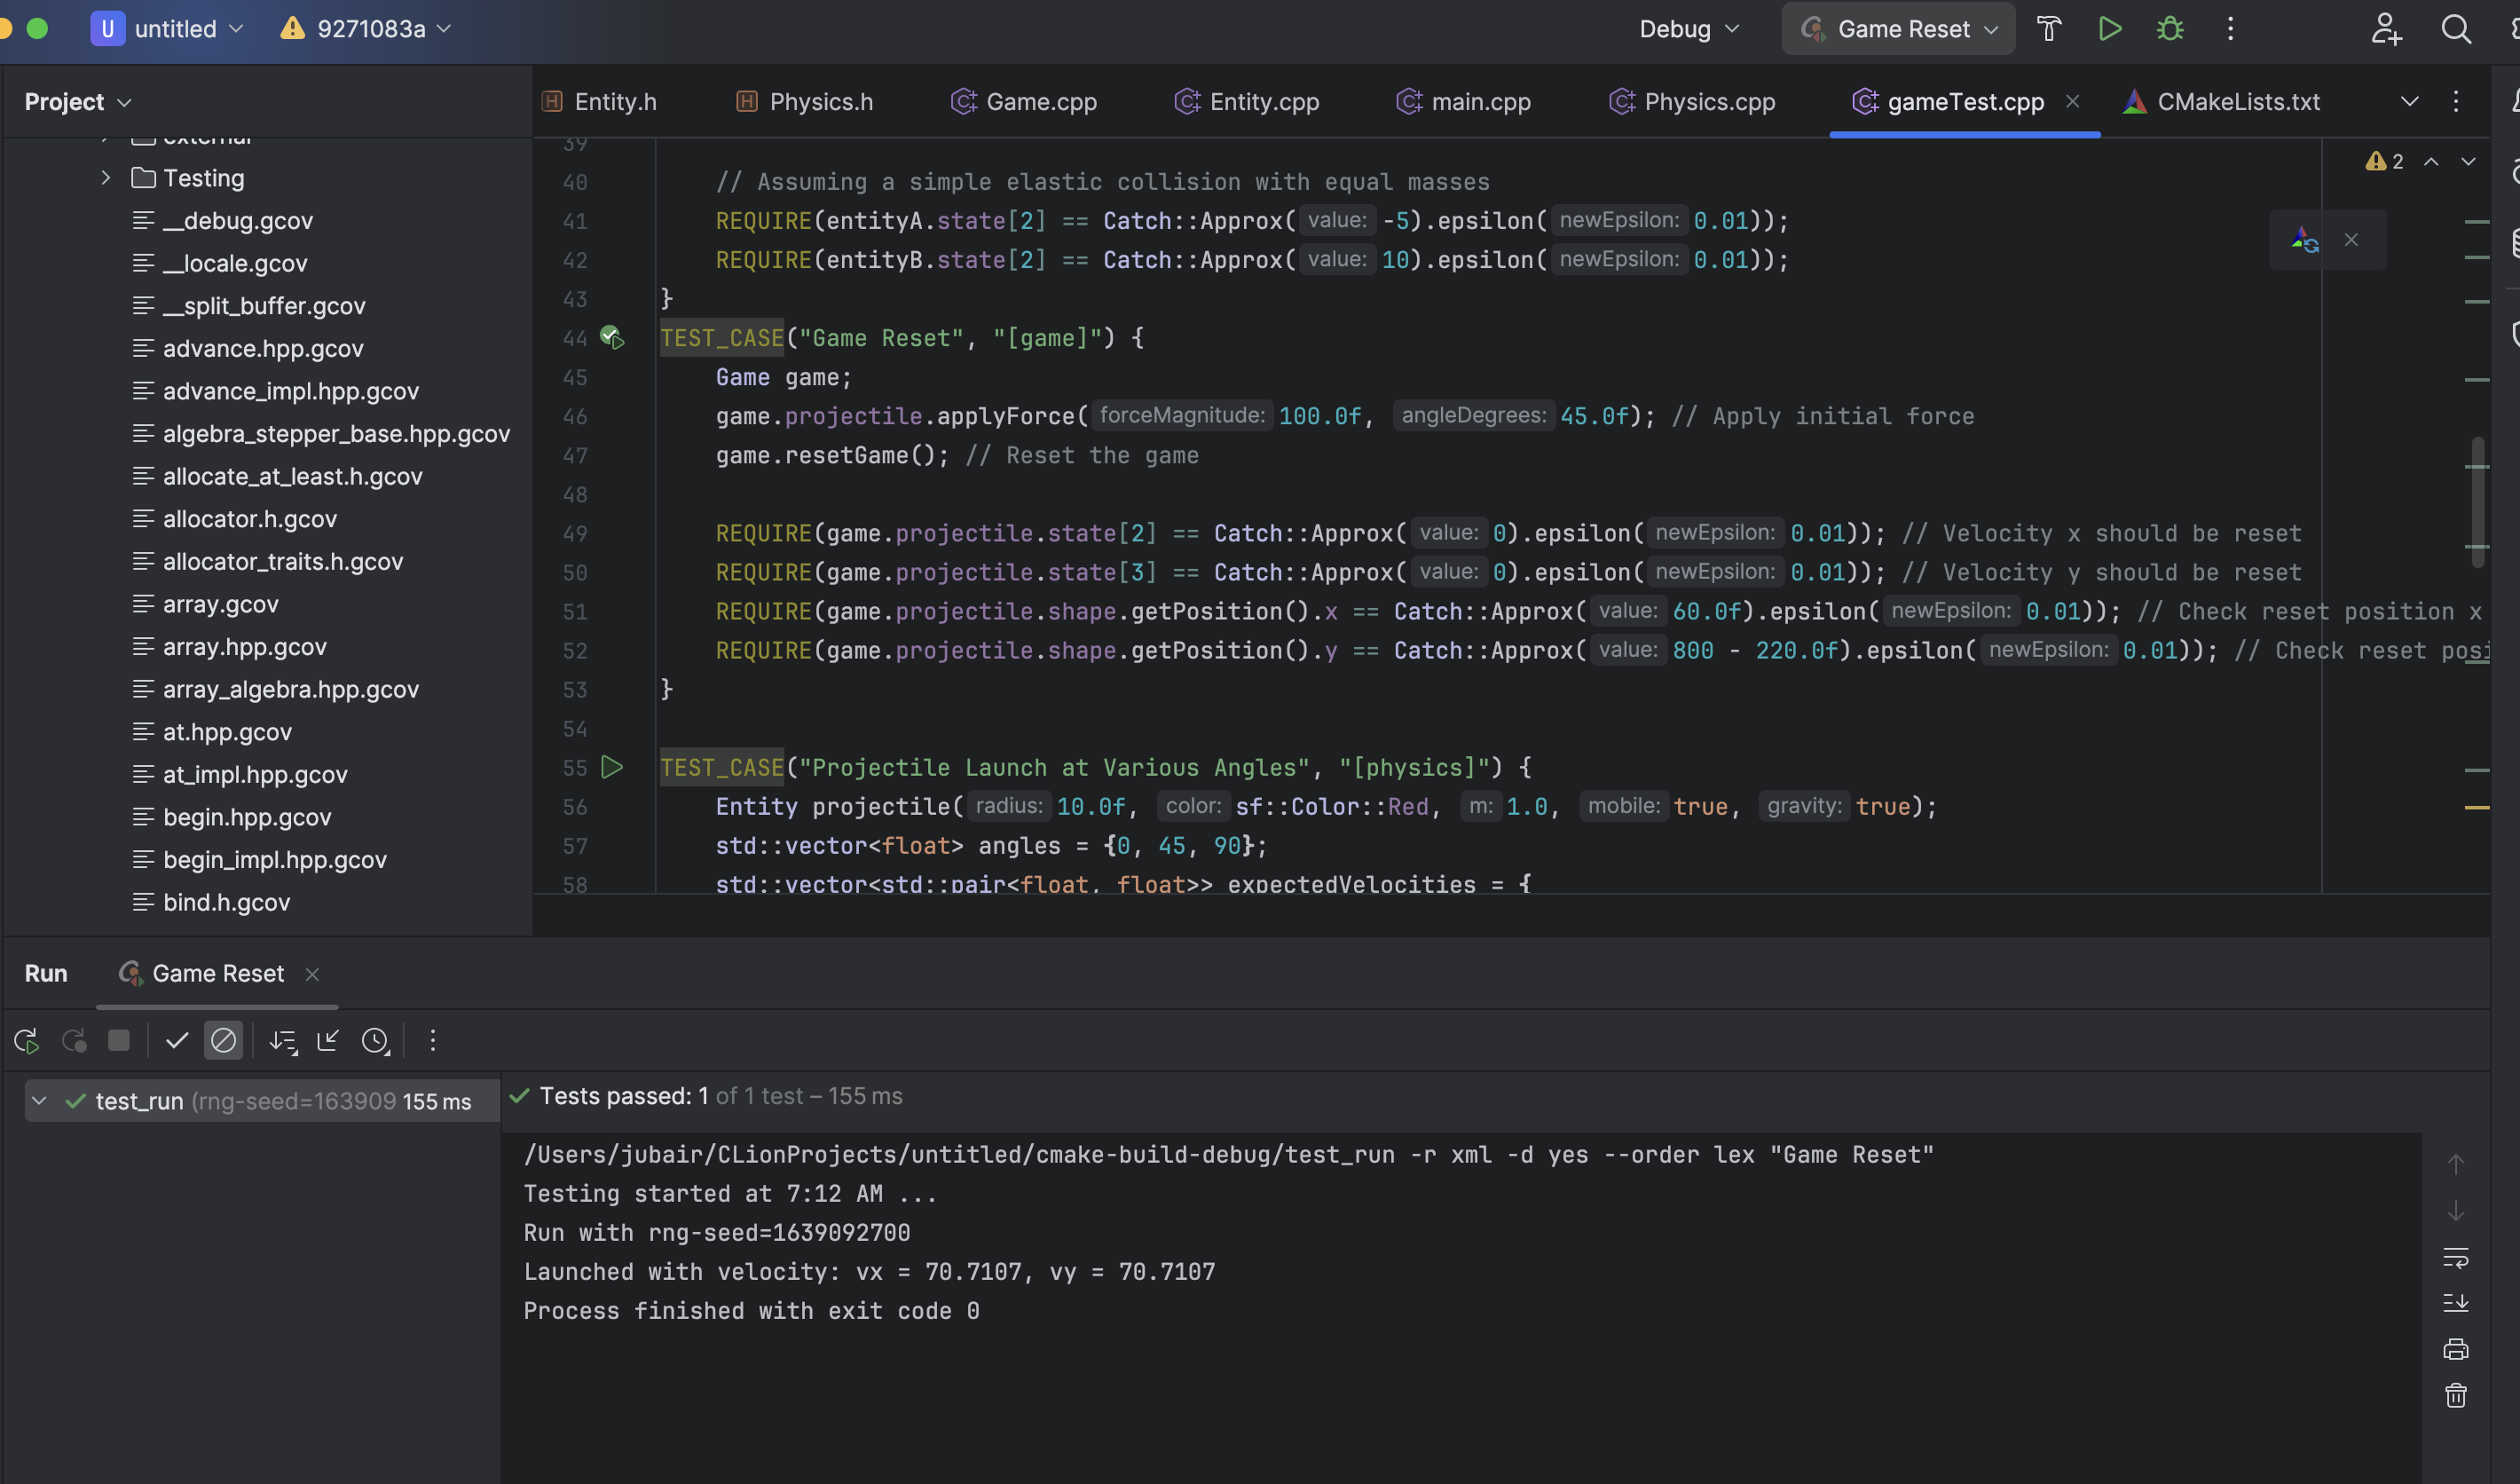 U untitled 9271083a Debug Game Reset
Project
Entity.h Physics.h Game.cpp Entity.cpp main.cpp Physics.cpp gameTest.cpp CMakeLists.txt
external
Testing
__debug.gcov
__locale.gcov
__split_buffer.gcov
advance.hpp.gcov
advance_impl.hpp.gcov
algebra_stepper_base.hpp.gcov
allocate_at_least.h.gcov
allocator.h.gcov
allocator_traits.h.gcov
array.gcov
array.hpp.gcov
array_algebra.hpp.gcov
at.hpp.gcov
at_impl.hpp.gcov
begin.hpp.gcov
begin_impl.hpp.gcov
bind.h.gcov
2
39
40 // Assuming a simple elastic collision with equal masses
41 REQUIRE(entityA.state[2] == Catch::Approx( value: -5).epsilon( newEpsilon: 0.01));
42 REQUIRE(entityB.state[2] == Catch::Approx( value: 10).epsilon( newEpsilon: 0.01));
43 }
44 TEST_CASE("Game Reset", "[game]") {
45 Game game;
46 game.projectile.applyForce( forceMagnitude: 100.0f, angleDegrees: 45.0f); // Apply initial force
47 game.resetGame(); // Reset the game
48
49 REQUIRE(game.projectile.state[2] == Catch::Approx( value: 0).epsilon( newEpsilon: 0.01)); // Velocity x should be reset
50 REQUIRE(game.projectile.state[3] == Catch::Approx( value: 0).epsilon( newEpsilon: 0.01)); // Velocity y should be reset
51 REQUIRE(game.projectile.shape.getPosition().x == Catch::Approx( value: 60.0f).epsilon( newEpsilon: 0.01)); // Check reset position x
52 REQUIRE(game.projectile.shape.getPosition().y == Catch::Approx( value: 800 - 220.0f).epsilon( newEpsilon: 0.01)); // Check reset posi
53 }
54
55 TEST_CASE("Projectile Launch at Various Angles", "[physics]") {
56 Entity projectile( radius: 10.0f, color: sf::Color::Red, m: 1.0, mobile: true, gravity: true);
57 std::vector<float> angles = {0, 45, 90};
58 std::vector<std::pair<float, float>> expectedVelocities = {
Run Game Reset
test_run (rng-seed=163909 155 ms
Tests passed: 1 of 1 test – 155 ms
/Users/jubair/CLionProjects/untitled/cmake-build-debug/test_run -r xml -d yes --order lex "Game Reset"
Testing started at 7:12 AM ...
Run with rng-seed=1639092700
Launched with velocity: vx = 70.7107, vy = 70.7107
Process finished with exit code 0